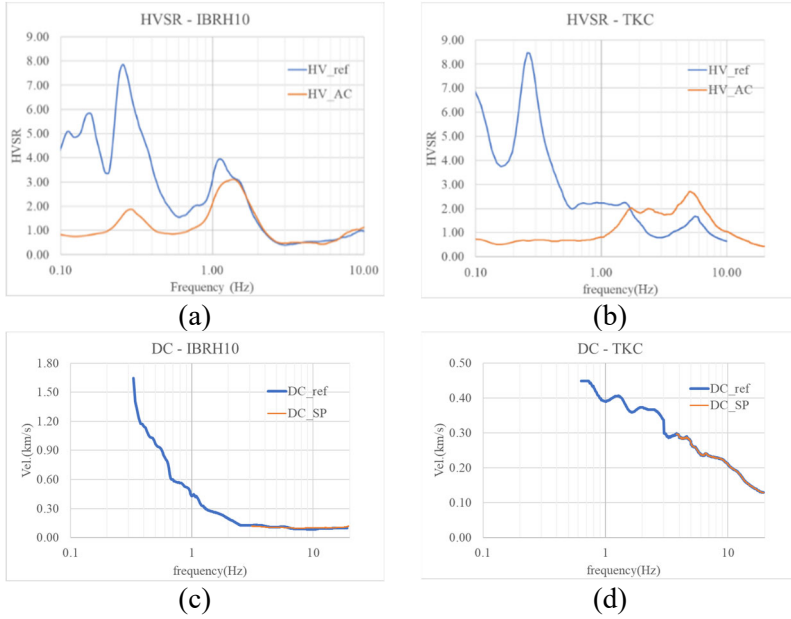 HVSR - IBRH10
9.00
8.00
7.00
6.00
5.00
4.00
3.00
2.00
1.00
0.00
HVSR
HV_ref
HV_AC
0.10
1.00
10.00
Frequency (Hz)
(a)
HVSR - TKC
9.00
8.00
7.00
6.00
5.00
4.00
3.00
2.00
1.00
0.00
HVSR
HV_ref
HV_AC
0.10
1.00
10.00
frequency(Hz)
(b)
DC - IBRH10
1.80
1.50
1.20
0.90
0.60
0.30
0.00
Vel.(km/s)
DC_ref
DC_SP
0.1
1
10
frequency(Hz)
(c)
DC - TKC
0.50
0.40
0.30
0.20
0.10
0.00
Vel.(km/s)
DC_ref
DC_SP
0.1
1
10
frequency(Hz)
(d)